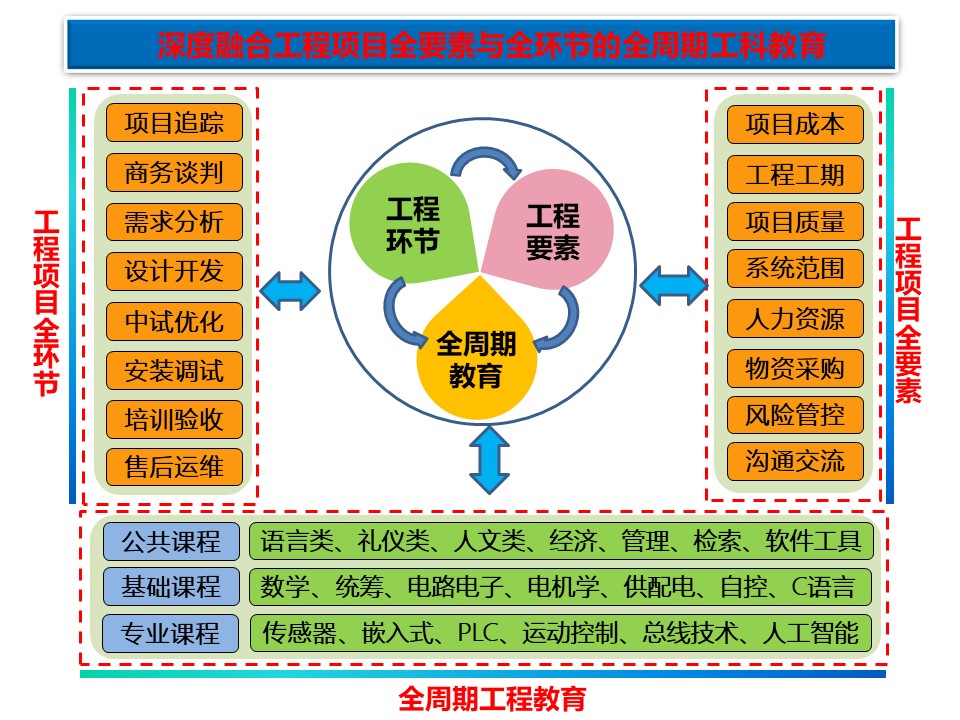 深度融合工程项目全要素与全环节的全周期工科教育
工程项目全环节
项目追踪
商务谈判
需求分析
设计开发
中试优化
安装调试
培训验收
售后运维
工程
环节
工程
要素
全周期
教育
项目成本
工程工期
项目质量
系统范围
人力资源
物资采购
风险管控
沟通交流
工程项目全要素
公共课程
语言类、礼仪类、人文类、经济、管理、检索、软件工具
基础课程
数学、统筹、电路电子、电机学、供配电、自控、C语言
专业课程
传感器、嵌入式、PLC、运动控制、总线技术、人工智能
全周期工程教育